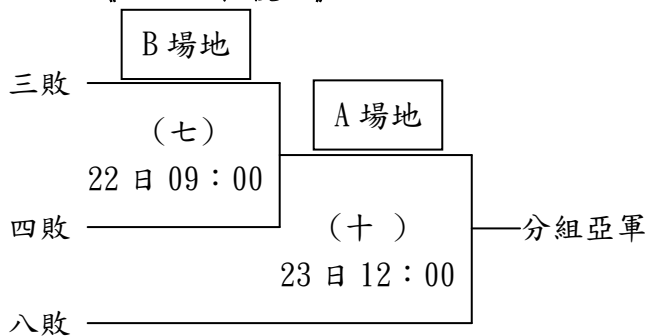 B場地
三敗
A場地
(七)
22日09:00
四敗
(十 )
分組亞軍
23日12:00
八敗